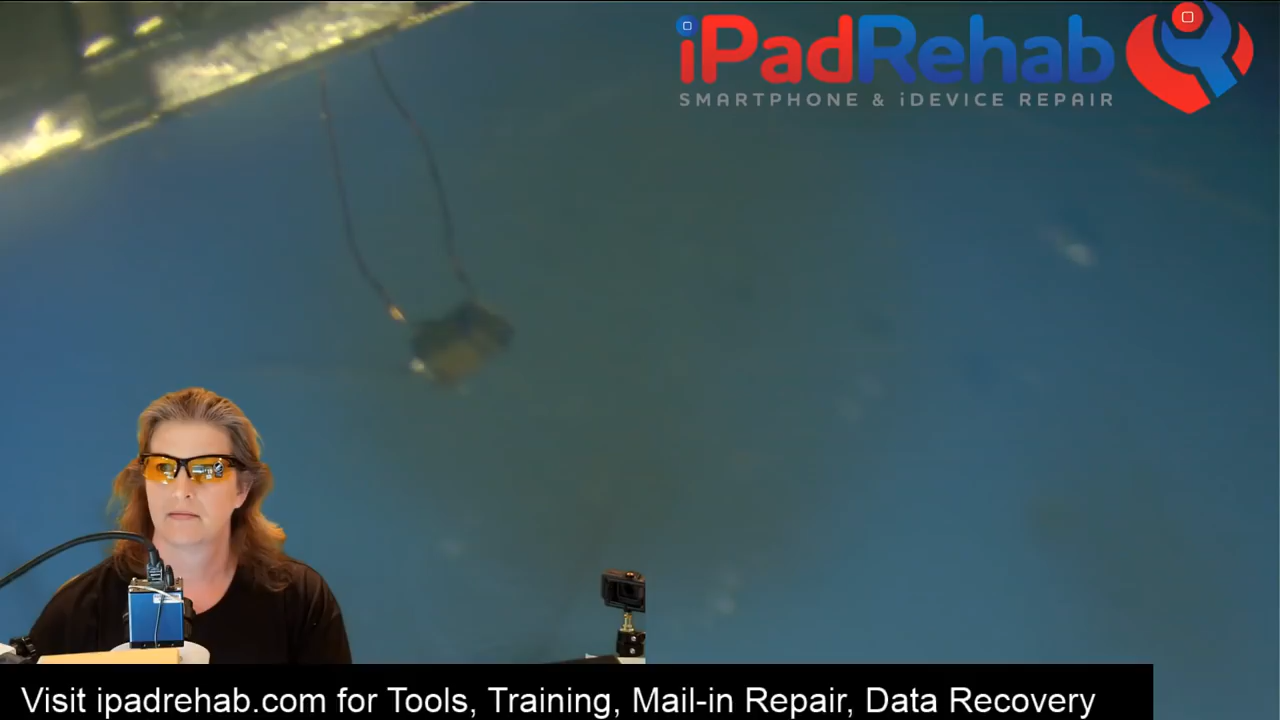 iPadRehab
SMARTPHONE & iDEVICE REPAIR
Visit ipadrehab.com for Tools, Training, Mail-in Repair, Data Recovery